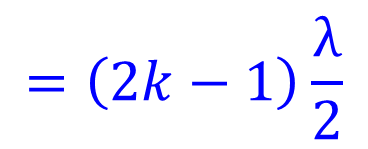 = (2k − 1) λ/2